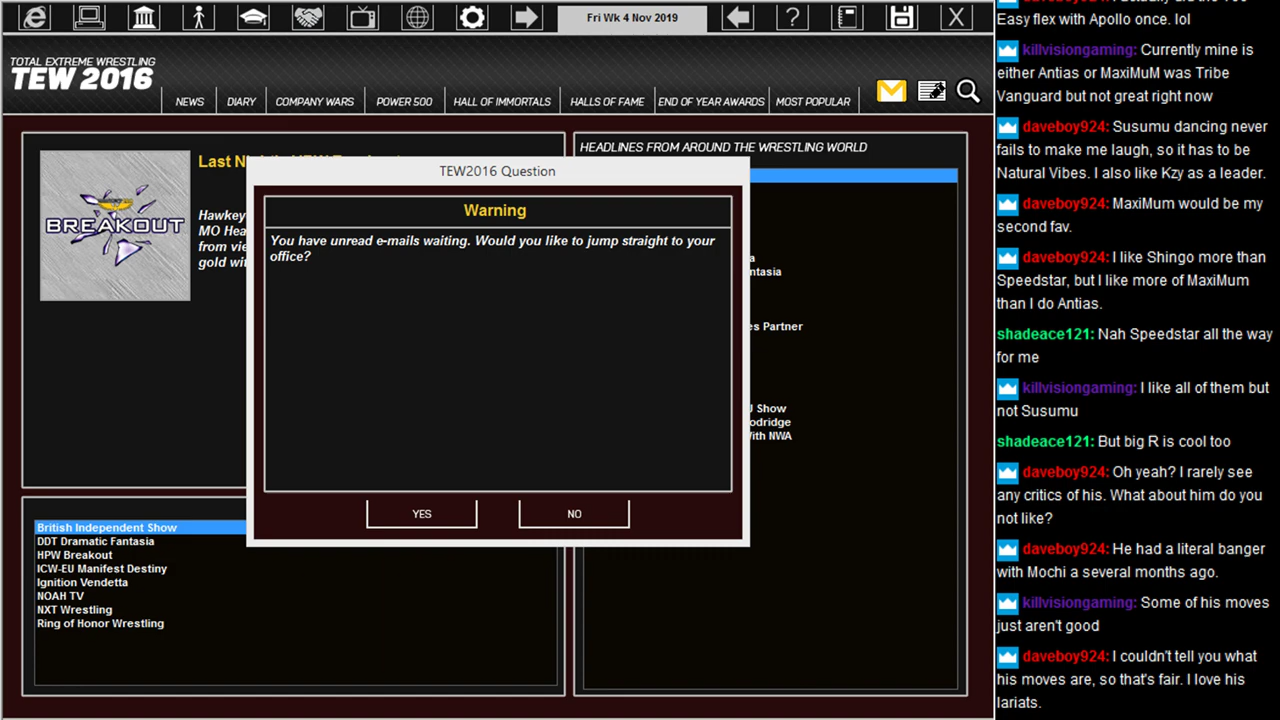 Fri Wk 4 Nov 2019
TOTAL EXTREME WRESTLING
TEW 2016
NEWS
DIARY
COMPANY WARS
POWER 500
HALL OF IMMORTALS
HALLS OF FAME
END OF YEAR AWARDS
MOST POPULAR
BREAKOUT
Last
Hawkey
MO Hea
from vie
gold wi
HEADLINES FROM AROUND THE WRESTLING WORLD
TEW2016 Question
Warning
You have unread e-mails waiting. Would you like to jump straight to your
office?
YES
NO
ntasia
es Partner
Show
odridge
ith NWA
British Independent Show
DDT Dramatic Fantasia
HPW Breakout
ICW-EU Manifest Destiny
Ignition Vendetta
NOAH TV
NXT Wrestling
Ring of Honor Wrestling
Easy flex with Apollo once. lol
killvisiongaming: Currently mine is
either Antias or MaxiMuM was Tribe
Vanguard but not great right now
daveboy924: Susumu dancing never
fails to make me laugh, so it has to be
Natural Vibes. I also like Kzy as a leader.
daveboy924: MaxiMum would be my
second fav.
daveboy924: I like Shingo more than
Speedstar, but I like more of MaxiMum
than I do Antias.
shadeace121: Nah Speedstar all the way
for me
killvisiongaming: I like all of them but
not Susumu
shadeace121: But big R is cool too
daveboy924: Oh yeah? I rarely see
any critics of his. What about him do you
not like?
daveboy924: He had a literal banger
with Mochi a several months ago.
killvisiongaming: Some of his moves
just aren't good
daveboy924: I couldn't tell you what
his moves are, so that's fair. I love his
lariats.